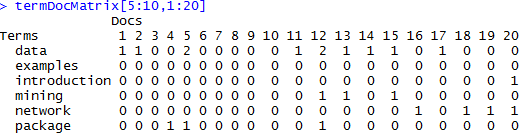 > termDocMatrix[5:10,1:20]
Docs
Terms 1 2 3 4 5 6 7 8 9 10 11 12 13 14 15 16 17 18 19 20
data 1 1 0 0 2 0 0 0 0 0 1 2 1 1 1 0 1 0 0 0
examples 0 0 0 0 0 0 0 0 0 0 0 0 0 0 0 0 0 0 0 0
introduction 0 0 0 0 0 0 0 0 0 0 0 0 0 0 0 0 0 0 0 1
mining 0 0 0 0 0 0 0 0 0 0 0 1 1 0 1 0 0 0 0 0
network 0 0 0 0 0 0 0 0 0 0 0 0 0 0 0 1 0 1 1 1
package 0 0 0 1 1 0 0 0 0 0 0 1 0 0 0 0 0 0 0 0